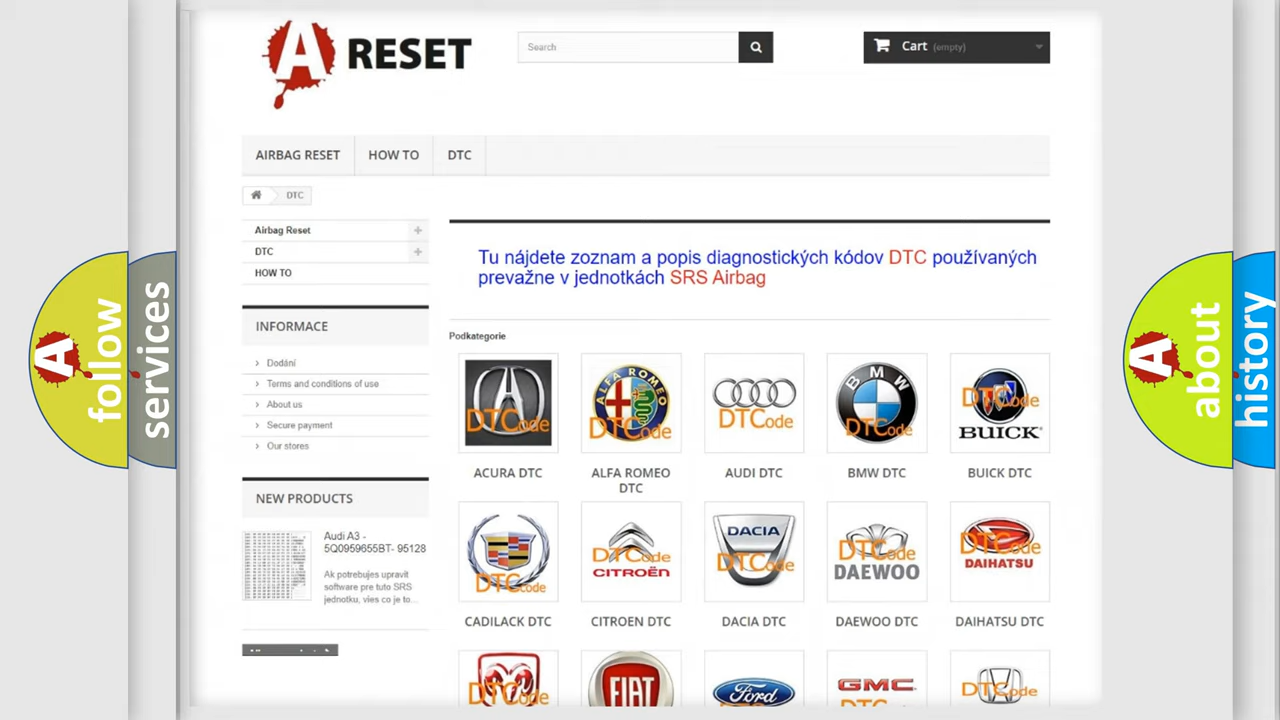 A RESET
Search
Cart (empty)
AIRBAG RESET
HOW TO
DTC
DTC
Airbag Reset
DTC
HOW TO
Tu nájdete zoznam a popis diagnostických kódov DTC používaných
prevažne v jednotkách SRS Airbag
INFORMACE
Dodání
Terms and conditions of use
About us
Secure payment
Our stores
Podkategorie
DTCode
ALFA ROMEO
DTCode
DTCode
BMW
DTCode
DTCode
BUICK
ACURA DTC
ALFA ROMEO
DTC
AUDI DTC
BMW DTC
BUICK DTC
NEW PRODUCTS
Audi A3 -
5Q0959655BT- 95128
Ak potrebujes upravit
software pre tuto SRS
jednotku, vies co je to...
DTCode
DTCode
CITROËN
DACIA
DTCode
DTCode
DAEWOO
DTCode
DAIHATSU
CADILACK DTC
CITROEN DTC
DACIA DTC
DAEWOO DTC
DAIHATSU DTC
DTCode
FIAT
Ford
GMC
DTCode
A follow
services
A about
history